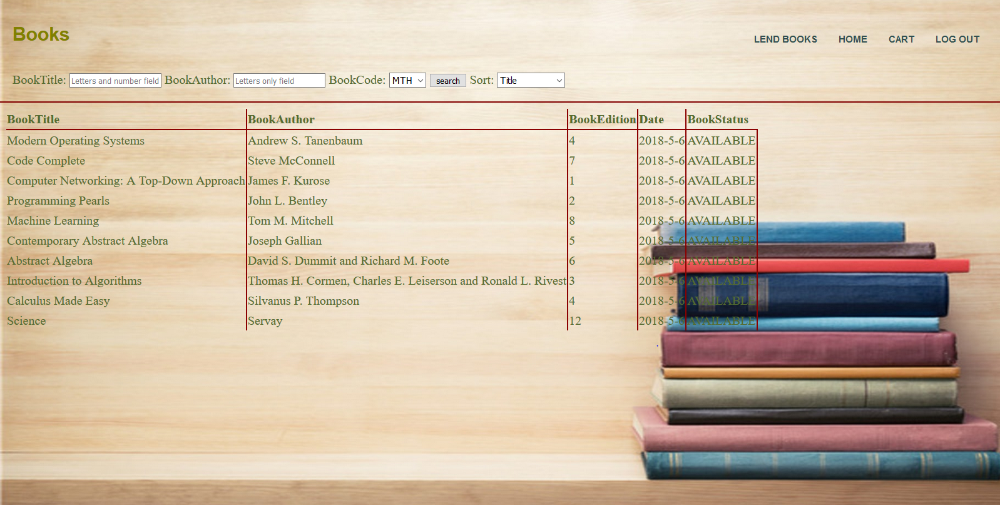 Books
LEND BOOKS HOME CART LOG OUT
BookTitle: Letters and number field BookAuthor: Letters only field BookCode: MTH search Sort: Title
BookTitle BookAuthor BookEdition Date BookStatus
Modern Operating Systems Andrew S. Tanenbaum 4 2018-5-6 AVAILABLE
Code Complete Steve McConnell 7 2018-5-6 AVAILABLE
Computer Networking: A Top-Down Approach James F. Kurose 1 2018-5-6 AVAILABLE
Programming Pearls John L. Bentley 2 2018-5-6 AVAILABLE
Machine Learning Tom M. Mitchell 8 2018-5-6 AVAILABLE
Contemporary Abstract Algebra Joseph Gallian 5 2018-5-6 AVAILABLE
Abstract Algebra David S. Dummit and Richard M. Foote 6 2018-5-6 AVAILABLE
Introduction to Algorithms Thomas H. Cormen, Charles E. Leiserson and Ronald L. Rivest 3 2018-5-6 AVAILABLE
Calculus Made Easy Silvanus P. Thompson 4 2018-5-6 AVAILABLE
Science Servay 12 2018-5-6 AVAILABLE